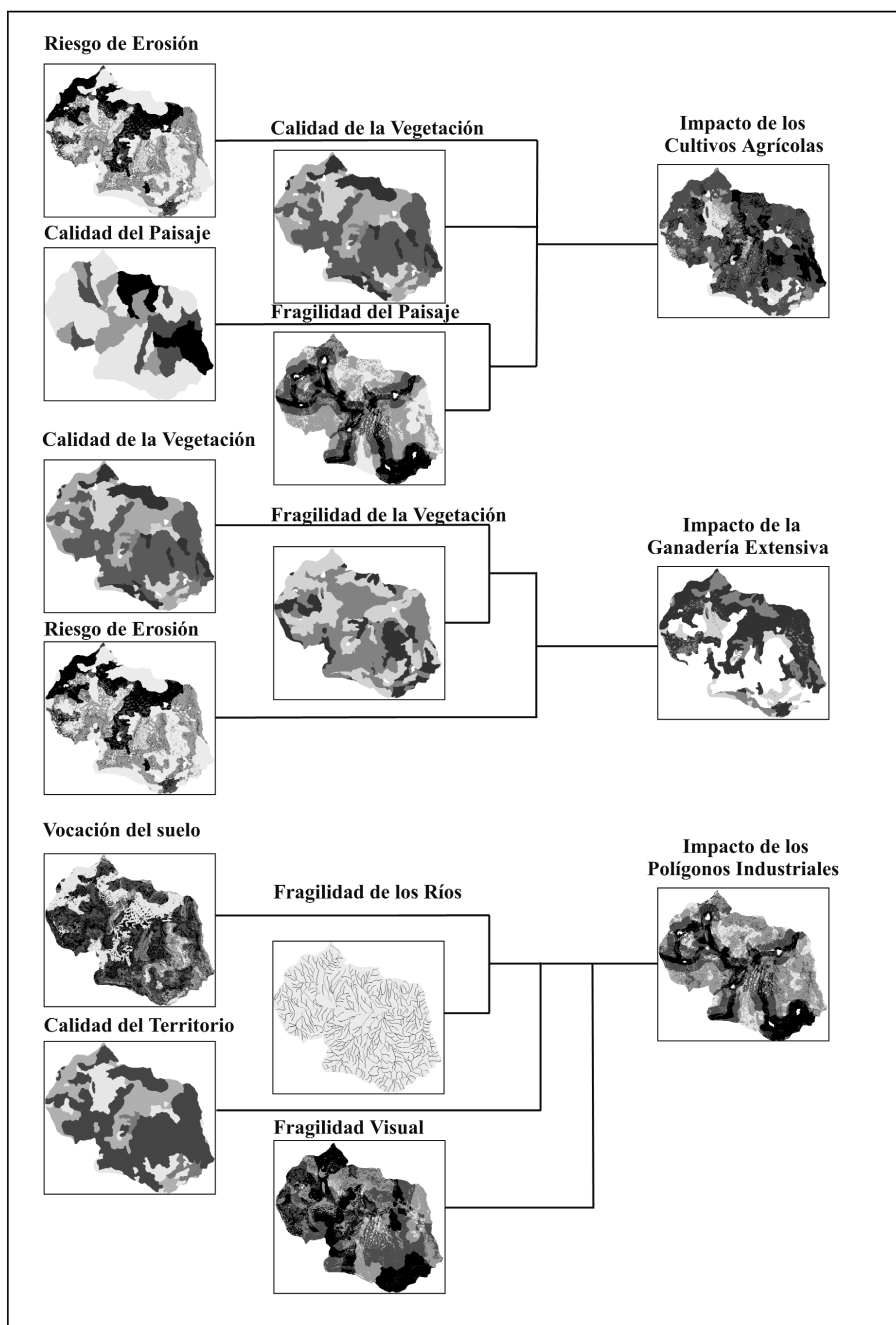 Riesgo de Erosión
Calidad de la Vegetación
Impacto de los
Cultivos Agrícolas
Calidad del Paisaje
Fragilidad del Paisaje
Calidad de la Vegetación
Fragilidad de la Vegetación
Impacto de la
Ganadería Extensiva
Riesgo de Erosión
Vocación del suelo
Fragilidad de los Ríos
Impacto de los
Polígonos Industriales
Calidad del Territorio
Fragilidad Visual